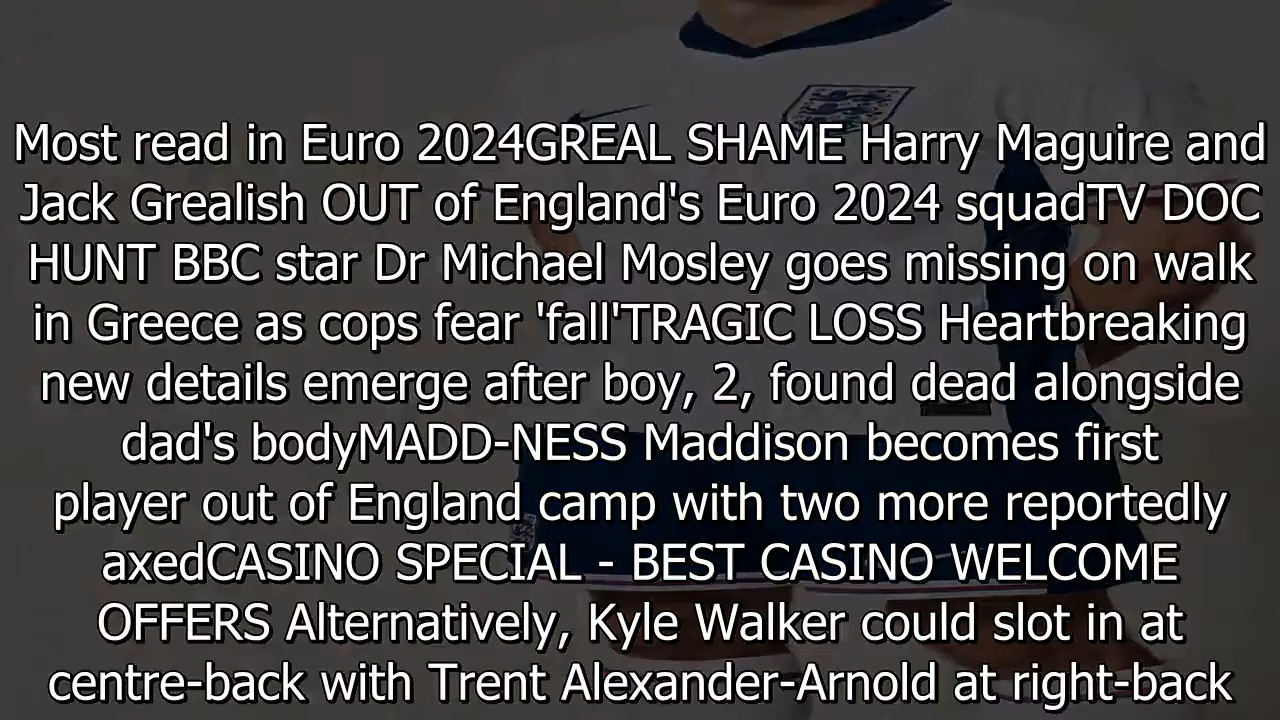 Most read in Euro 2024GREAL SHAME Harry Maguire and
Jack Grealish OUT of England's Euro 2024 squadTV DOC
HUNT BBC star Dr Michael Mosley goes missing on walk
in Greece as cops fear 'fall'TRAGIC LOSS Heartbreaking
new details emerge after boy, 2, found dead alongside
dad's bodyMADD-NESS Maddison becomes first
player out of England camp with two more reportedly
axedCASINO SPECIAL - BEST CASINO WELCOME
OFFERS Alternatively, Kyle Walker could slot in at
centre-back with Trent Alexander-Arnold at right-back